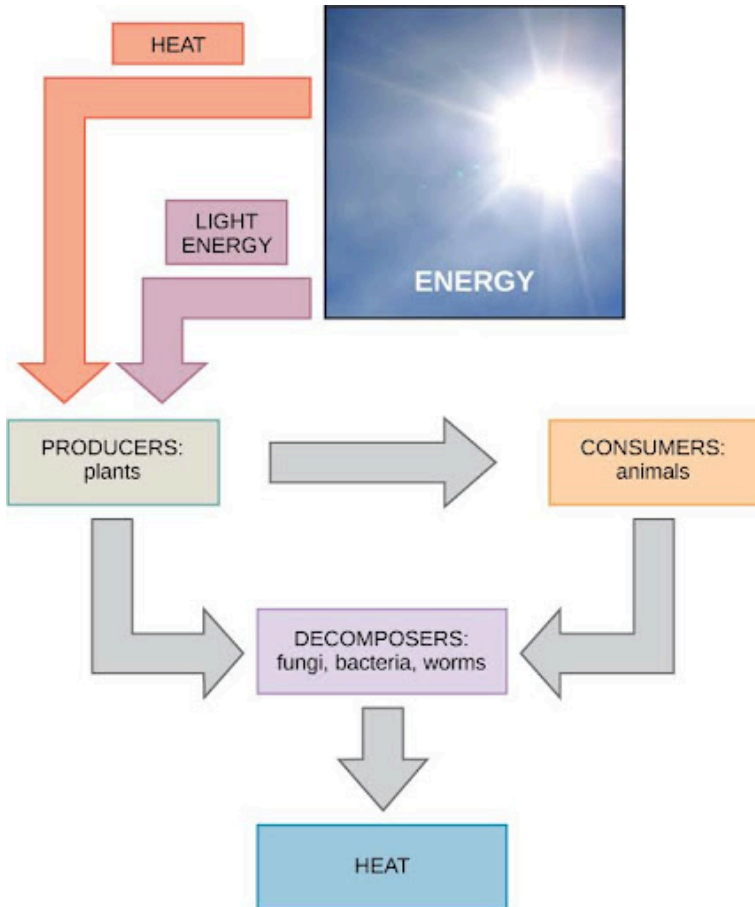 HEAT
LIGHT
ENERGY
ENERGY
PRODUCERS:
plants
CONSUMERS:
animals
DECOMPOSERS:
fungi, bacteria, worms
HEAT